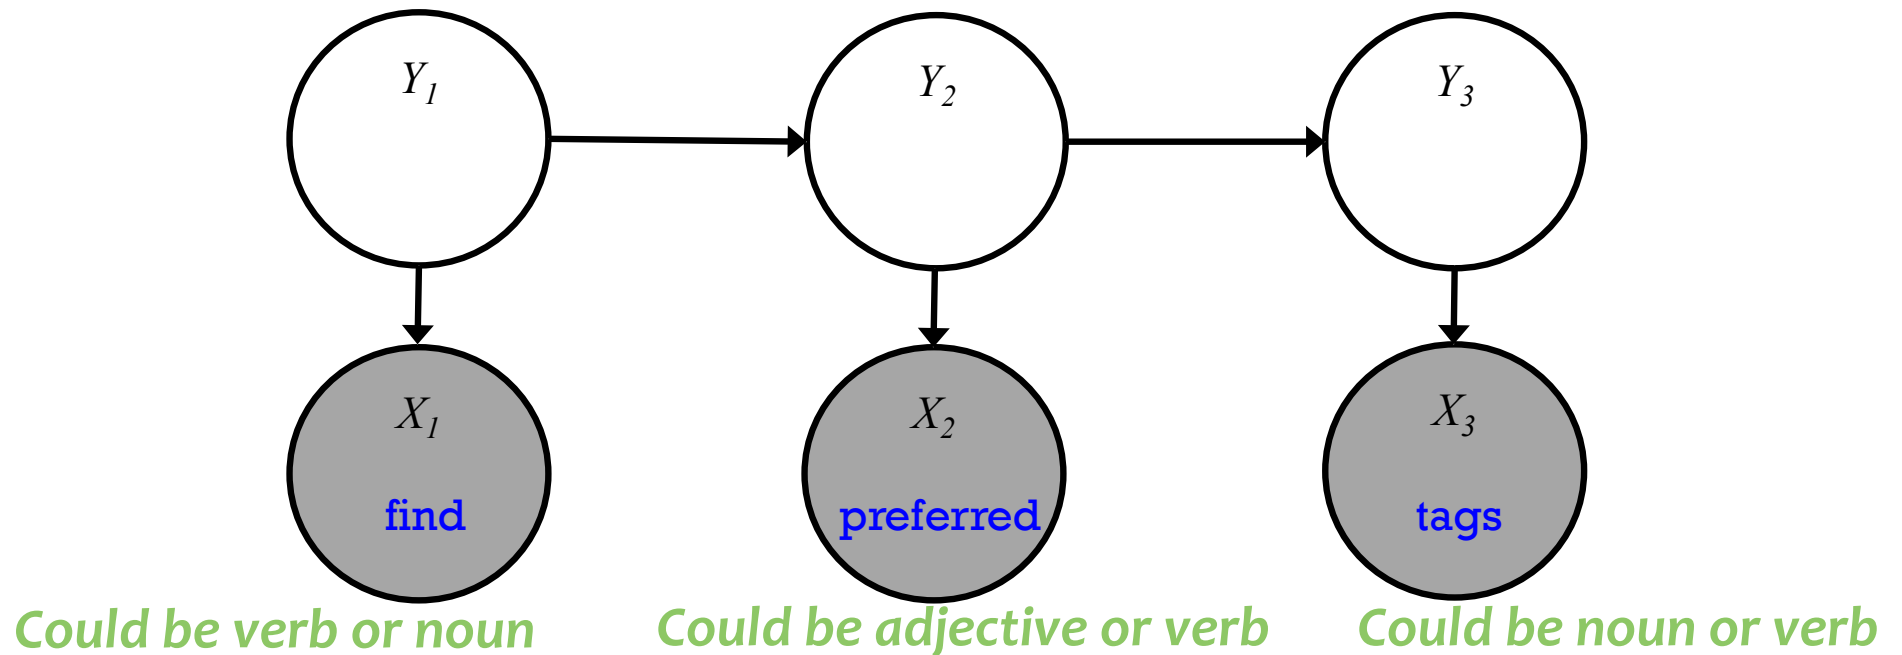 Y1 Y2 Y3
X1 X2 X3
find preferred tags
Could be verb or noun Could be adjective or verb Could be noun or verb